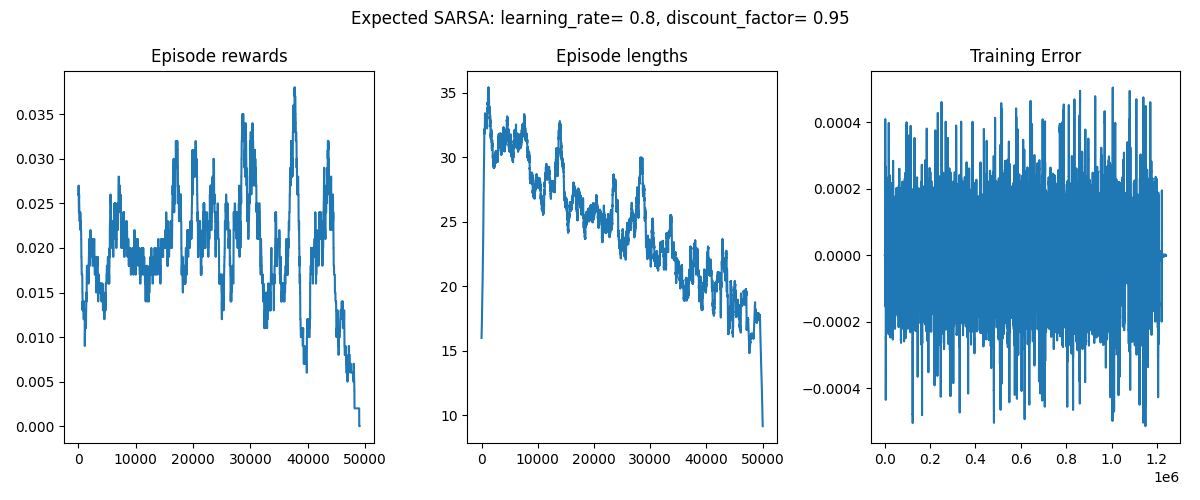 Expected SARSA: learning_rate= 0.8, discount_factor= 0.95
Episode rewards
0.035
0.030
0.025
0.020
0.015
0.010
0.005
0.000
0 10000 20000 30000 40000 50000
Episode lengths
35
30
25
20
15
10
0 10000 20000 30000 40000 50000
Training Error
0.0004
0.0002
0.0000
−0.0002
−0.0004
0.0 0.2 0.4 0.6 0.8 1.0 1.2
1e6